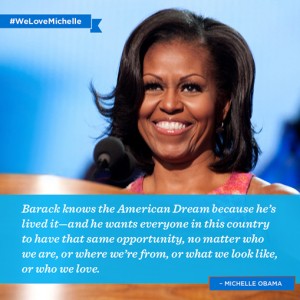 #WeLoveMichelle
Barack knows the American Dream because he's
lived it—and he wants everyone in this country
to have that same opportunity, no matter who
we are, or where we're from, or what we look like,
or who we love.
~ MICHELLE OBAMA